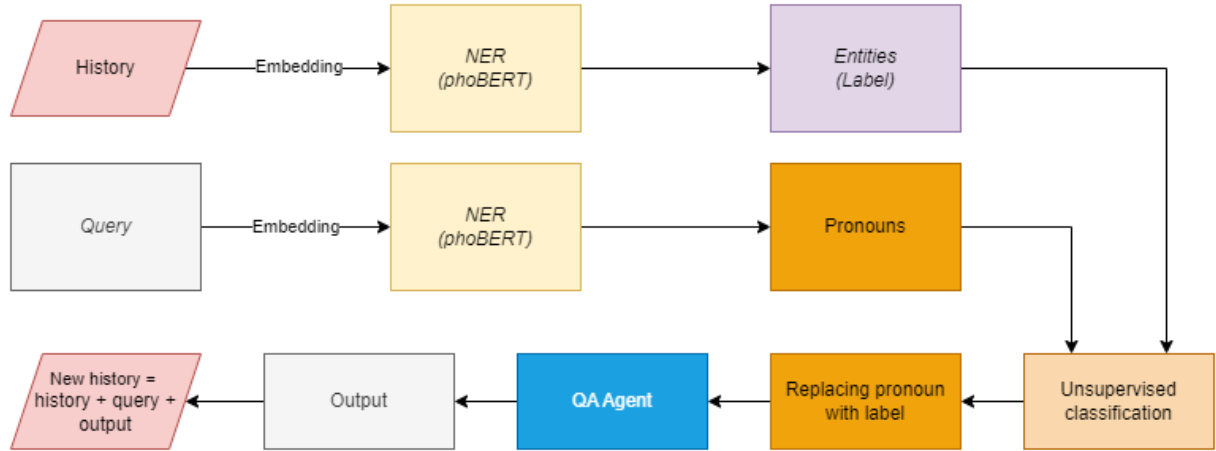 History
Embedding
NER
(phoBERT)
Entities
(Label)
Query
Embedding
NER
(phoBERT)
Pronouns
New history =
history + query +
output
Output
QA Agent
Replacing pronoun
with label
Unsupervised
classification